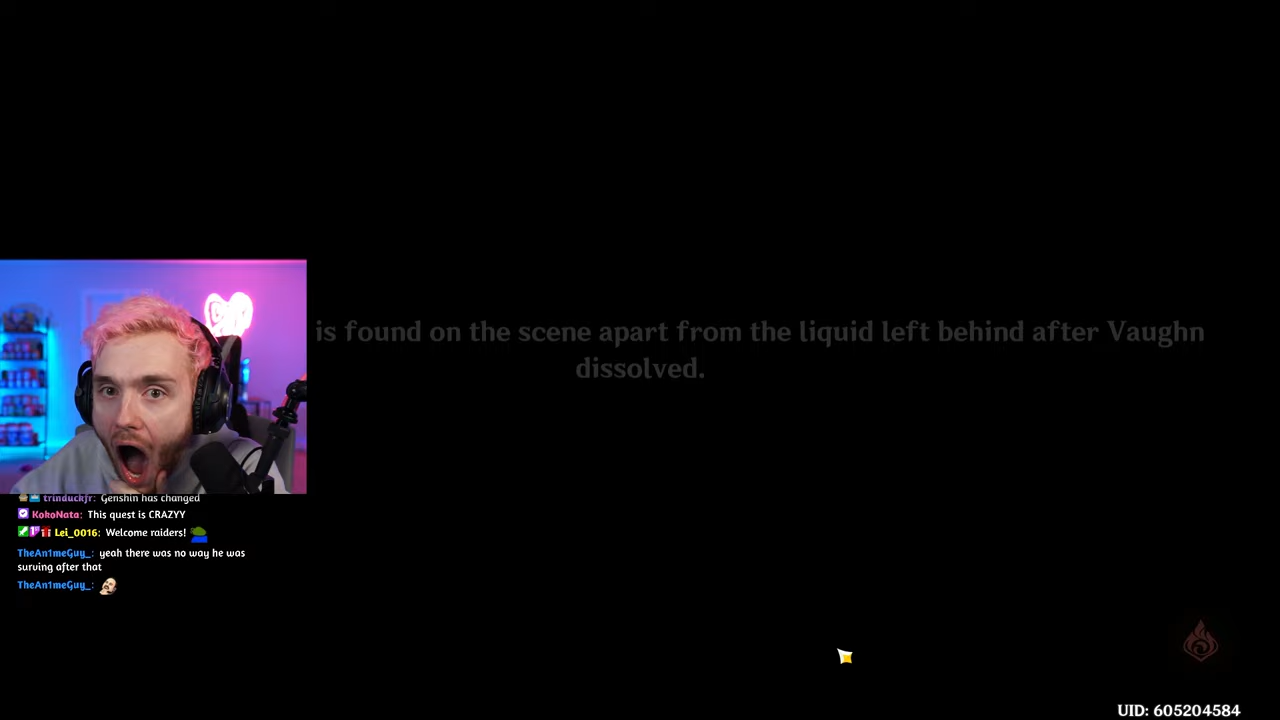 is found on the scene apart from the liquid left behind after Vaughn
dissolved.
trinduckjr: Genshin has changed
KokoNata: This quest is CRAZYY
Lei_0016: Welcome raiders!
TheAn1meGuy_: yeah there was no way he was
surving after that
TheAn1meGuy_:
UID: 605204584